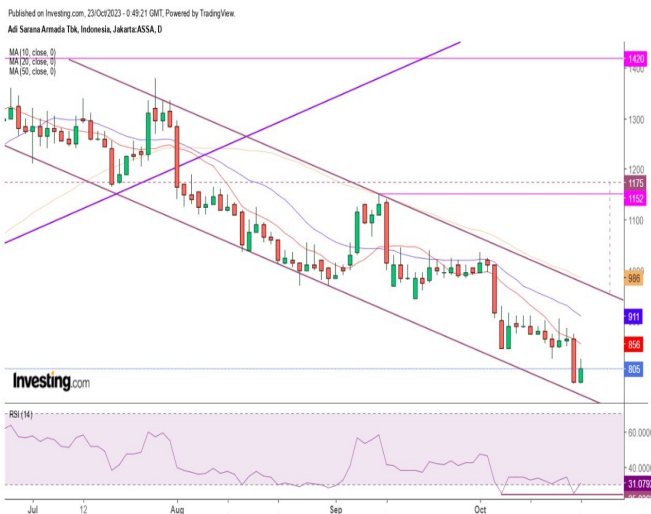 Published on Investing.com, 23/Oct/2023 - 0:49:21 GMT, Powered by TradingView.
Adi Sarana Armada Tbk, Indonesia, Jakarta:ASSA, D
MA (10, close, 0)
MA (20, close, 0)
MA (50, close, 0)
1420
1400
1300
1200
1175
1152
1100
1000
986
911
856
805
Investing.com
RSI (14)
60.0000
40.0000
31.0793
Jul 12 Aug Sep Oct